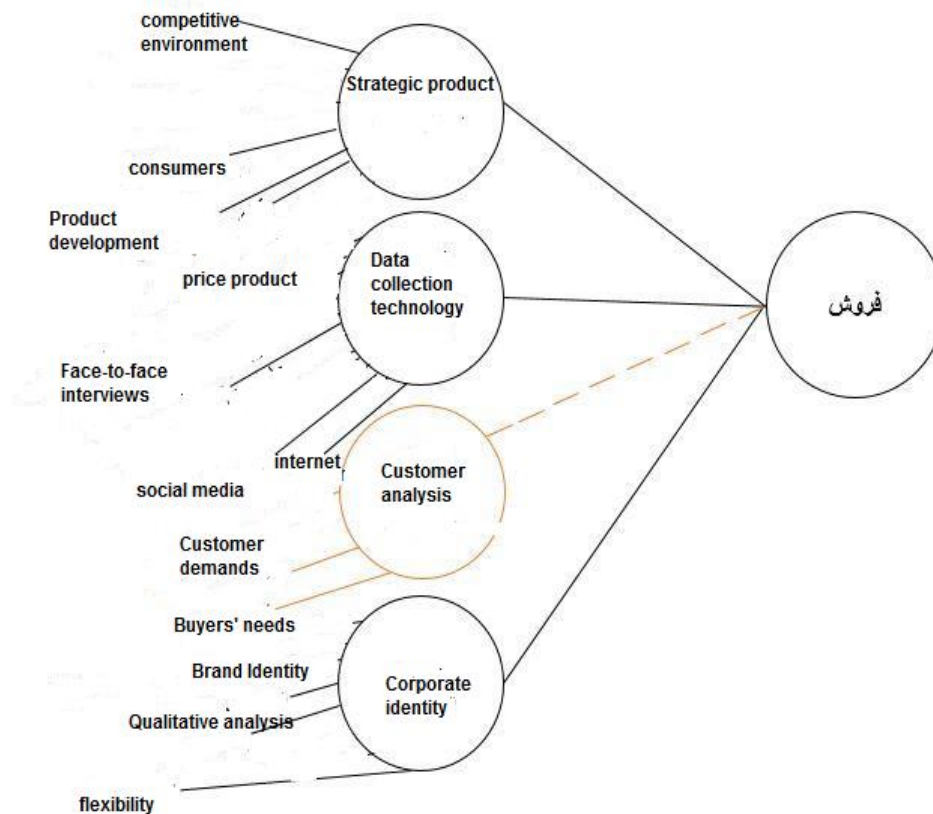 competitive
environment
Strategic product
consumers
Product
development
price product
Data
collection
technology
فروش
Face-to-face
interviews
internet
social media
Customer
analysis
Customer
demands
Buyers' needs
Brand Identity
Qualitative analysis
Corporate
identity
flexibility